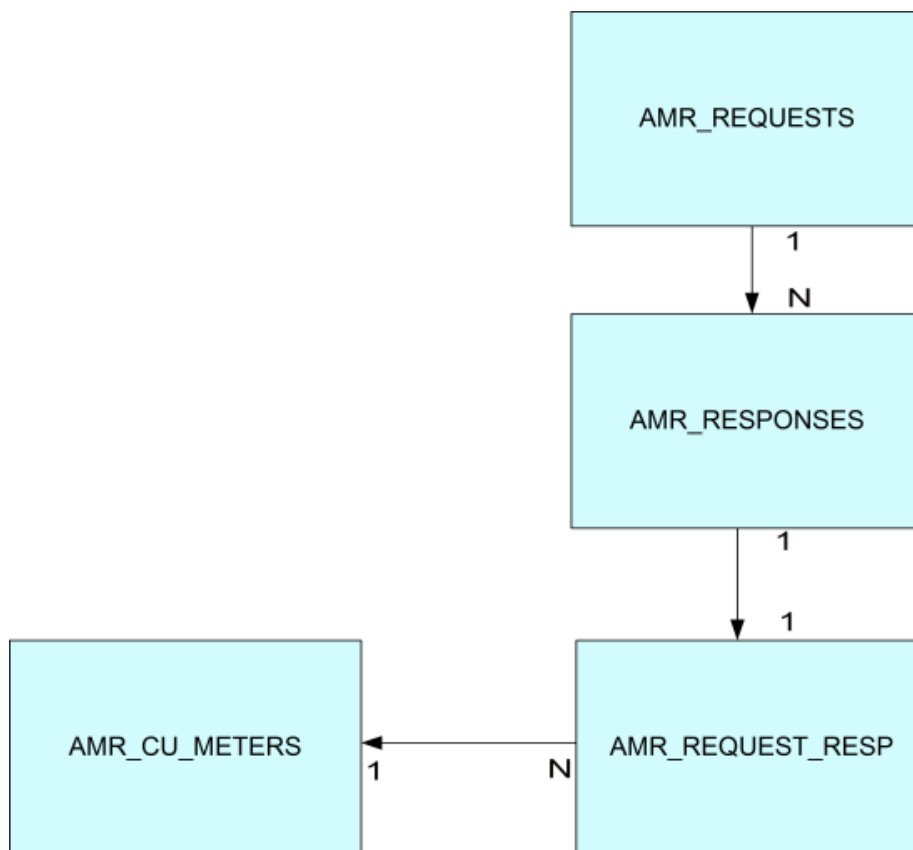 AMR_REQUESTS
1
N
AMR_RESPONSES
1
1
AMR_CU_METERS
1
N
AMR_REQUEST_RESP